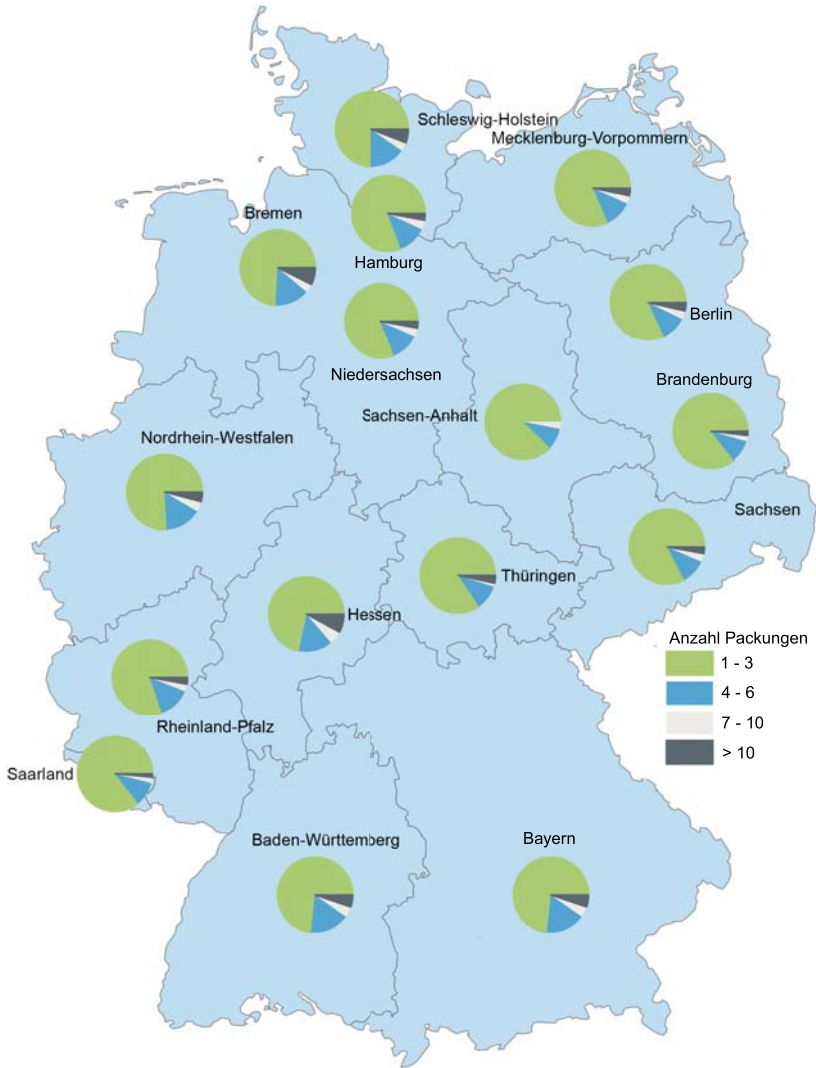 Schleswig-Holstein
Mecklenburg-Vorpommern
Bremen
Hamburg
Berlin
Niedersachsen
Brandenburg
Sachsen-Anhalt
Nordrhein-Westfalen
Sachsen
Thüringen
Hessen
Anzahl Packungen
1 - 3
4 - 6
7 - 10
> 10
Rheinland-Pfalz
Saarland
Baden-Württemberg
Bayern